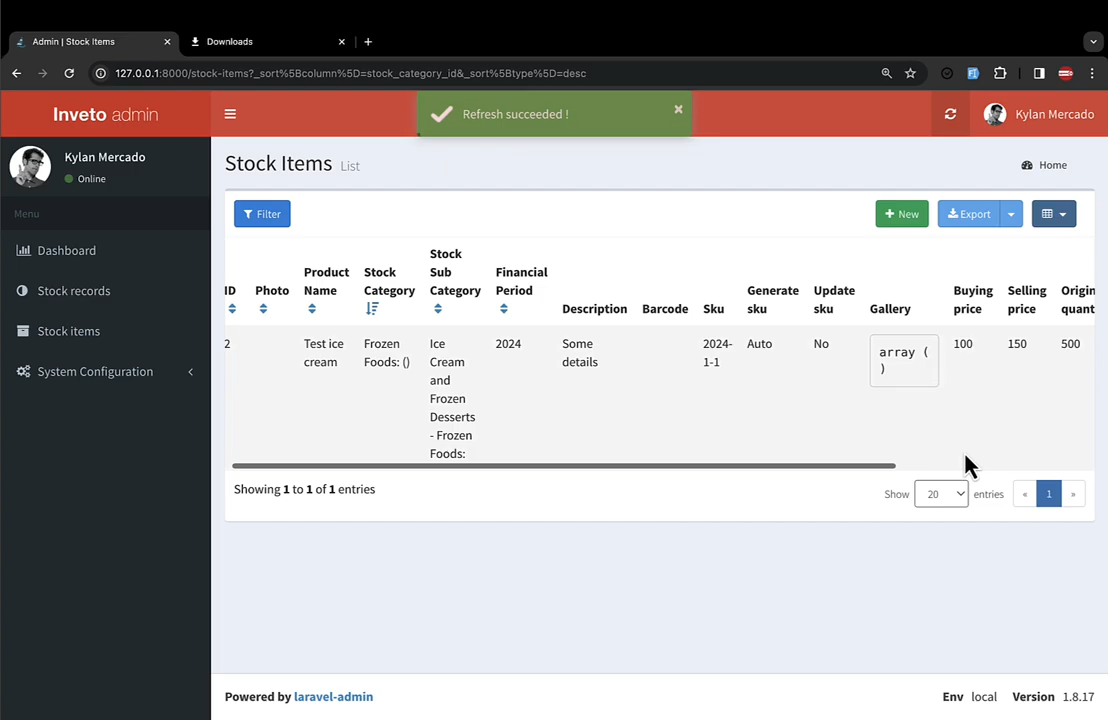 Admin | Stock Items
Downloads
127.0.0.1:8000/stock-items?_sort%5Bcolumn%5D=stock_category_id&_sort%5Btype%5D=desc
Inveto admin
Refresh succeeded !
Kylan Mercado
Kylan Mercado
Online
Stock Items List
Home
Menu
Filter
New
Export
Dashboard
Stock records
Stock items
System Configuration
ID
Photo
Product
Name
Stock
Category
Stock
Sub
Category
Financial
Period
Description
Barcode
Sku
Generate
sku
Update
sku
Gallery
Buying
price
Selling
price
Origin
quant
2
Test ice
cream
Frozen
Foods: ()
Ice
Cream
and
Frozen
Desserts
- Frozen
Foods:
2024
Some
details
2024-
1-1
Auto
No
array (
)
100
150
500
Showing 1 to 1 of 1 entries
Show 20 entries
« 1 »
Powered by laravel-admin
Env local Version 1.8.17